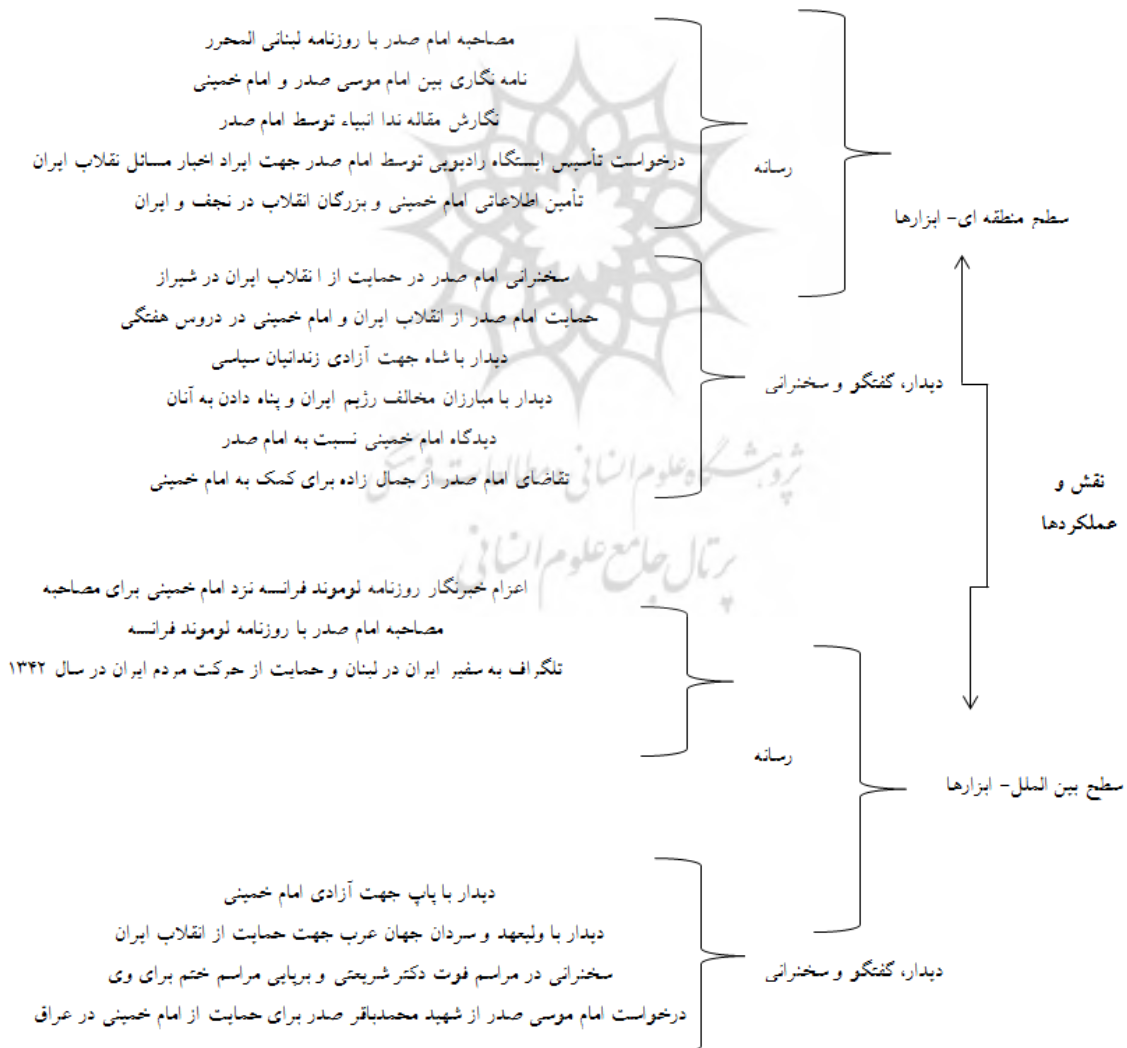 مصاحبه امام صدر با روزنامه لبنانی المحرر
نامه نگاری بین امام موسی صدر و امام خمینی
نگارش مقاله ندا انبیاء توسط امام صدر
درخواست تأسیس ایستگاه رادیویی توسط امام صدر جهت ایراد اخبار مسائل نقلاب ایران
تأمین اطلاعاتی امام خمینی و بزرگان انقلاب در نجف و ایران
رسانه
سطح منطقه ای- ابزارها
سخنرانی امام صدر در حمایت از ا نقلاب ایران در شیراز
حمایت امام صدر از انقلاب ایران و امام خمینی در دروس هفتگی
دیدار با شاه جهت آزادی زندانیان سیاسی
دیدار با مبارزان مخالف رژیم ایران و پناه دادن به آنان
دیدگاه امام خمینی نسبت به امام صدر
تقاضای امام صدر از جمال زاده برای کمک به امام خمینی
دیدار، گفتگو و سخنرانی
پژوهشگاه علوم انسانی و مطالعات فرهنگی
پرتال جامع علوم انسانی
نقش و
عملکردها
اعزام خبرنگار روزنامه لوموند فرانسه نزد امام خمینی برای مصاحبه
مصاحبه امام صدر با روزنامه لوموند فرانسه
تلگراف به سفیر ایران در لبنان و حمایت از حرکت مردم ایران در سال ۱۳۴۲
رسانه
سطح بین الملل- ابزارها
دیدار با پاپ جهت آزادی امام خمینی
دیدار با ولیعهد و سردان جهان عرب جهت حمایت از انقلاب ایران
سخنرانی در مراسم فوت دکتر شریعتی و برپایی مراسم ختم برای وی
درخواست امام موسی صدر از شهید محمدباقر صدر برای حمایت از امام خمینی در عراق
دیدار، گفتگو و سخنرانی